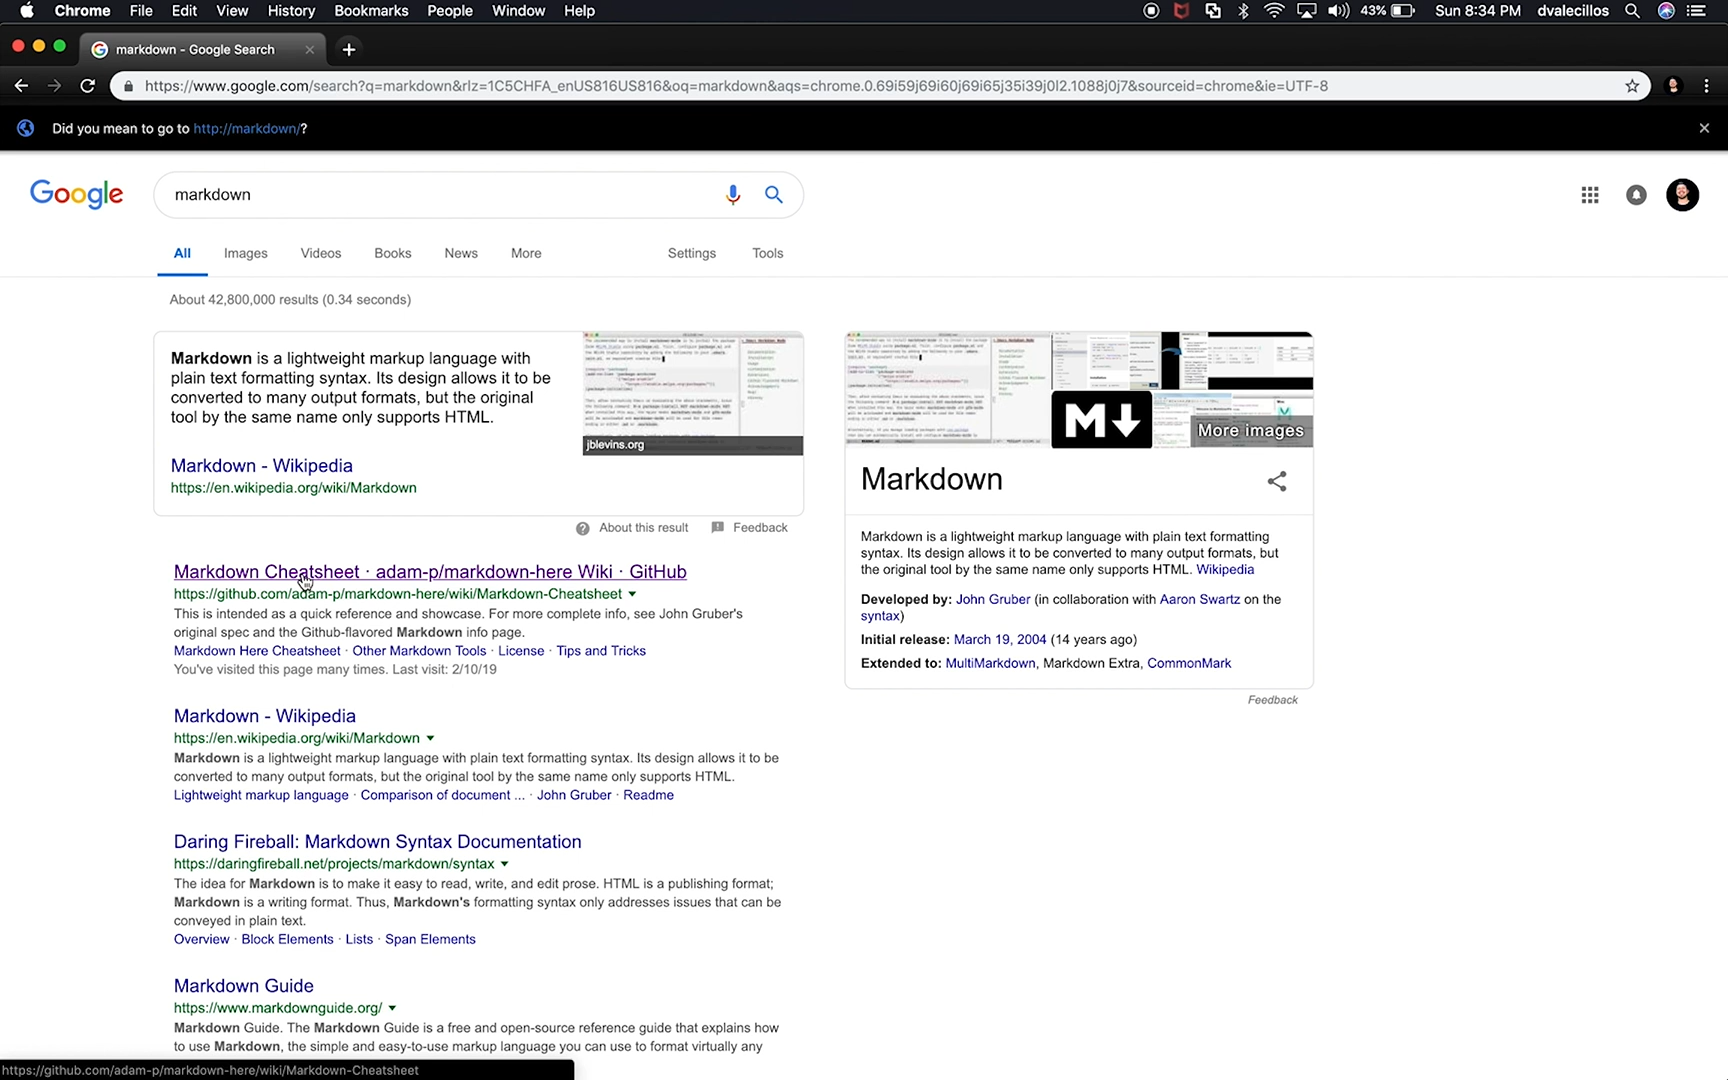 Chrome File Edit View History Bookmarks People Window Help 43% Sun 8:34 PM dvalecillos
markdown - Google Search
https://www.google.com/search?q=markdown&rlz=1C5CHFA_enUS816US816&oq=markdown&aqs=chrome.0.69i59j69i60j69i65j35i39j0l2.1088j0j7&sourceid=chrome&ie=UTF-8
Did you mean to go to http://markdown/?
Google
markdown
All Images Videos Books News More Settings Tools
About 42,800,000 results (0.34 seconds)
Markdown is a lightweight markup language with
plain text formatting syntax. Its design allows it to be
converted to many output formats, but the original
tool by the same name only supports HTML.
jblevins.org
Markdown - Wikipedia
https://en.wikipedia.org/wiki/Markdown
About this result Feedback
Markdown Cheatsheet · adam-p/markdown-here Wiki · GitHub
https://github.com/adam-p/markdown-here/wiki/Markdown-Cheatsheet
This is intended as a quick reference and showcase. For more complete info, see John Gruber's
original spec and the Github-flavored Markdown info page.
Markdown Here Cheatsheet · Other Markdown Tools · License · Tips and Tricks
You've visited this page many times. Last visit: 2/10/19
Markdown - Wikipedia
https://en.wikipedia.org/wiki/Markdown
Markdown is a lightweight markup language with plain text formatting syntax. Its design allows it to be
converted to many output formats, but the original tool by the same name only supports HTML.
Lightweight markup language · Comparison of document ... · John Gruber · Readme
Daring Fireball: Markdown Syntax Documentation
https://daringfireball.net/projects/markdown/syntax
The idea for Markdown is to make it easy to read, write, and edit prose. HTML is a publishing format;
Markdown is a writing format. Thus, Markdown's formatting syntax only addresses issues that can be
conveyed in plain text.
Overview · Block Elements · Lists · Span Elements
Markdown Guide
https://www.markdownguide.org/
Markdown Guide. The Markdown Guide is a free and open-source reference guide that explains how
to use Markdown, the simple and easy-to-use markup language you can use to format virtually any
https://github.com/adam-p/markdown-here/wiki/Markdown-Cheatsheet
M
More images
Markdown
Markdown is a lightweight markup language with plain text formatting
syntax. Its design allows it to be converted to many output formats, but
the original tool by the same name only supports HTML. Wikipedia
Developed by: John Gruber (in collaboration with Aaron Swartz on the
syntax)
Initial release: March 19, 2004 (14 years ago)
Extended to: MultiMarkdown, Markdown Extra, CommonMark
Feedback